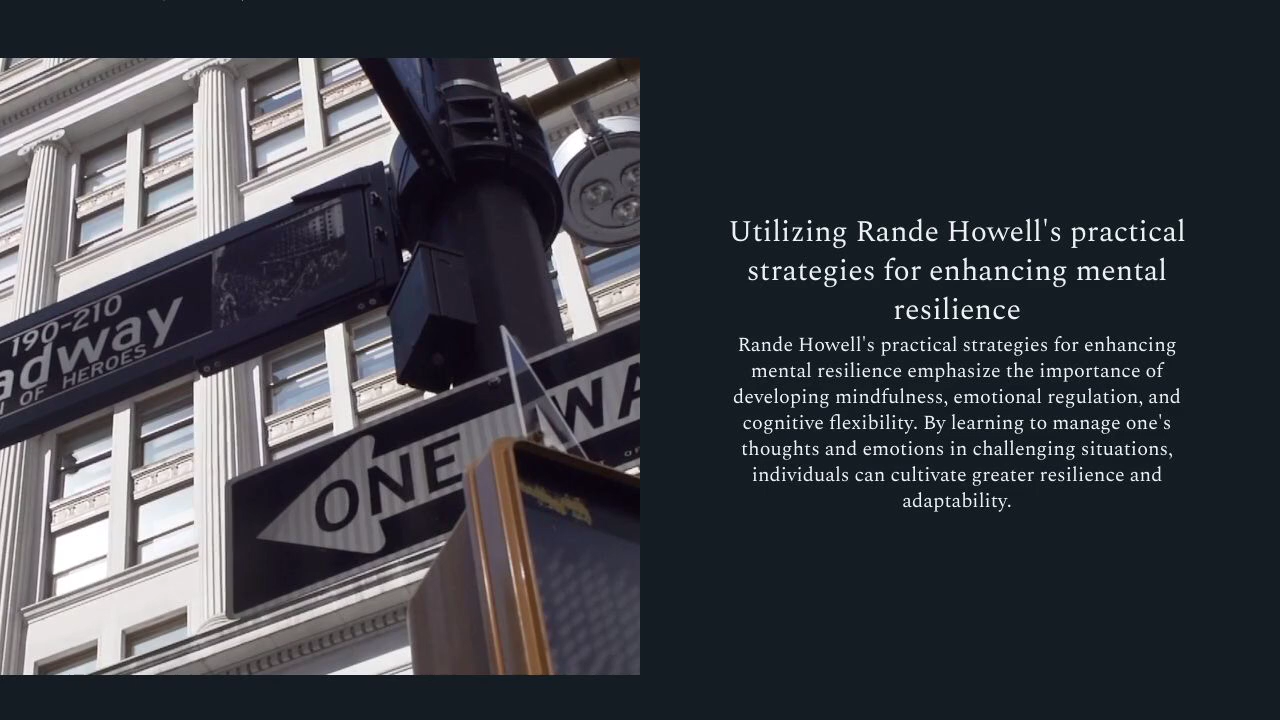 190-210
adway
OF HEROES
ONE WA
Utilizing Rande Howell's practical
strategies for enhancing mental
resilience
Rande Howell's practical strategies for enhancing
mental resilience emphasize the importance of
developing mindfulness, emotional regulation, and
cognitive flexibility. By learning to manage one's
thoughts and emotions in challenging situations,
individuals can cultivate greater resilience and
adaptability.